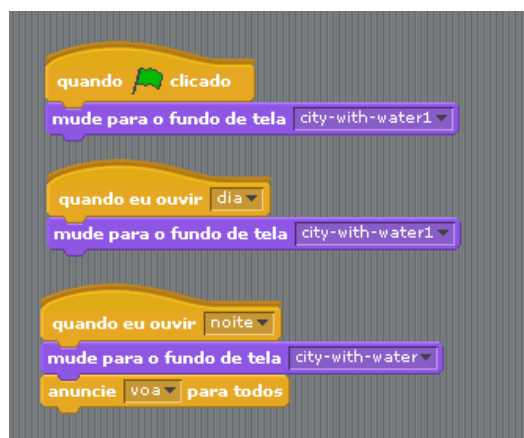 quando clicado
mude para o fundo de tela city-with-water1
quando eu ouvir dia
mude para o fundo de tela city-with-water1
quando eu ouvir noite
mude para o fundo de tela city-with-water
anuncie voa para todos